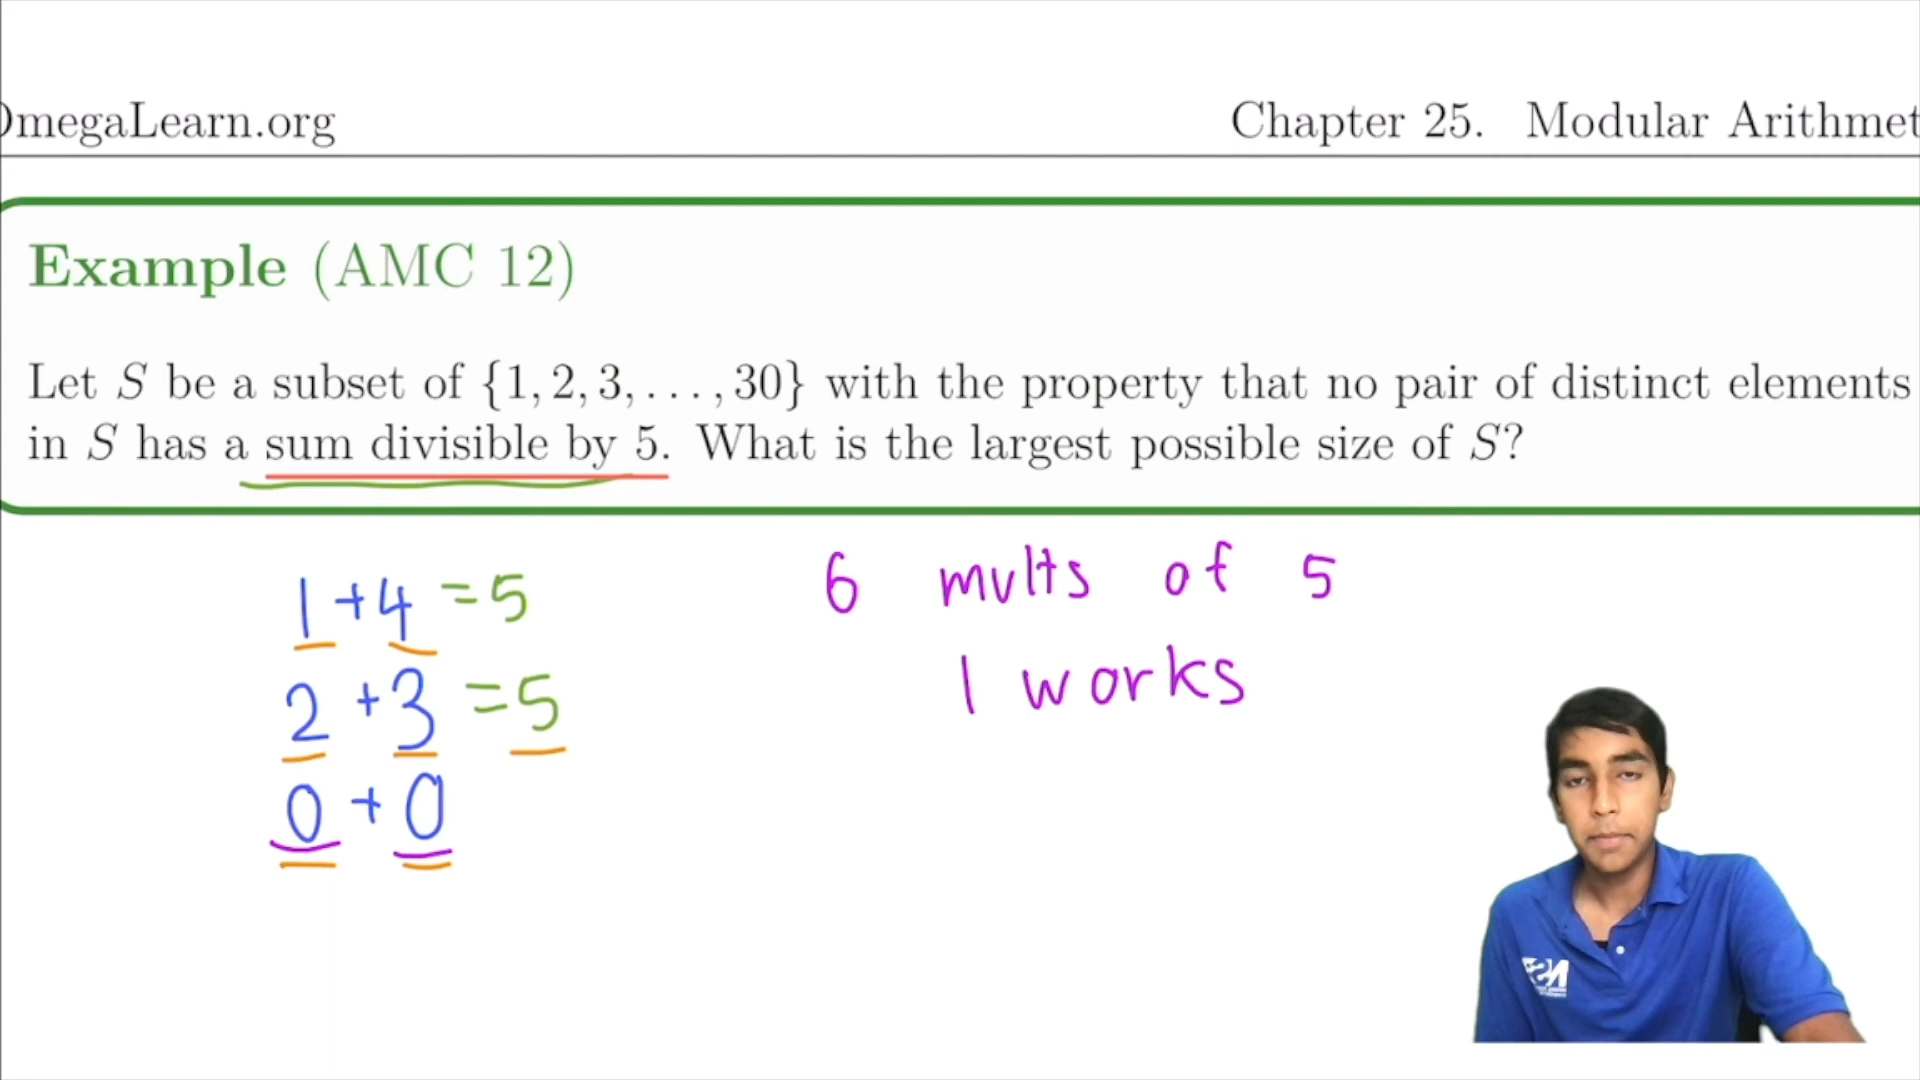 OmegaLearn.org
Chapter 25. Modular Arithmet
Example (AMC 12)
Let S be a subset of {1, 2, 3, . . . , 30} with the property that no pair of distinct elements
in S has a sum divisible by 5. What is the largest possible size of S?
1 + 4 = 5
2 + 3 = 5
0 + 0
6 mults of 5
1 works